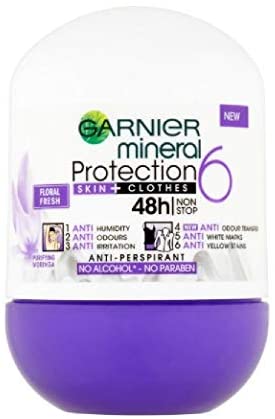 GARNIER
NEW
mineral
Protection 6
SKIN + CLOTHES
FLORAL
FRESH
48h NON
STOP
1 ANTI HUMIDITY
2 ANTI ODOURS
3 ANTI IRRITATION
4 NEW ANTI ODOUR TRANSFER
5 ANTI WHITE MARKS
6 ANTI YELLOW STAINS
PURIFYING
MORINGA
ANTI-PERSPIRANT
NO ALCOHOL* - NO PARABEN